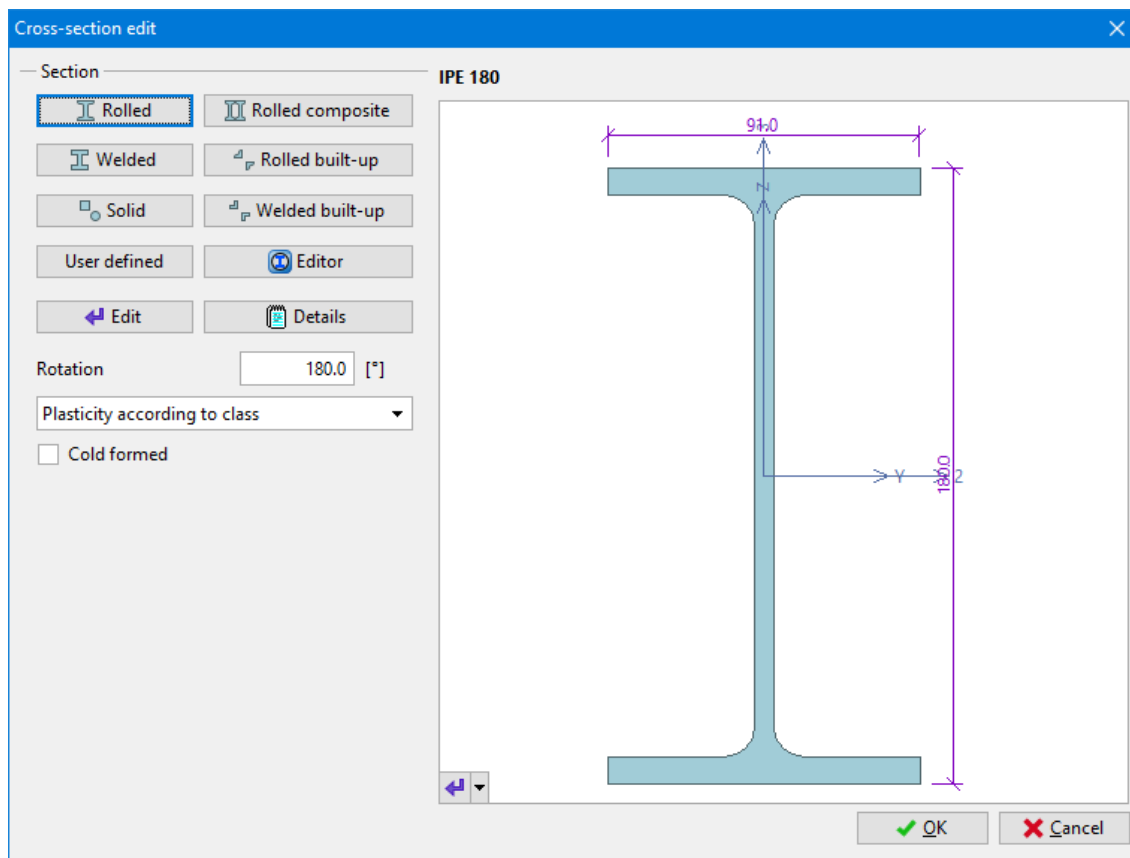 Cross-section edit
Section
Rolled
Rolled composite
Welded
Rolled built-up
Solid
Welded built-up
User defined
Editor
Edit
Details
Rotation 180.0 [°]
Plasticity according to class
Cold formed
IPE 180
91.0
3
Z
Y
2
180.0
OK
Cancel